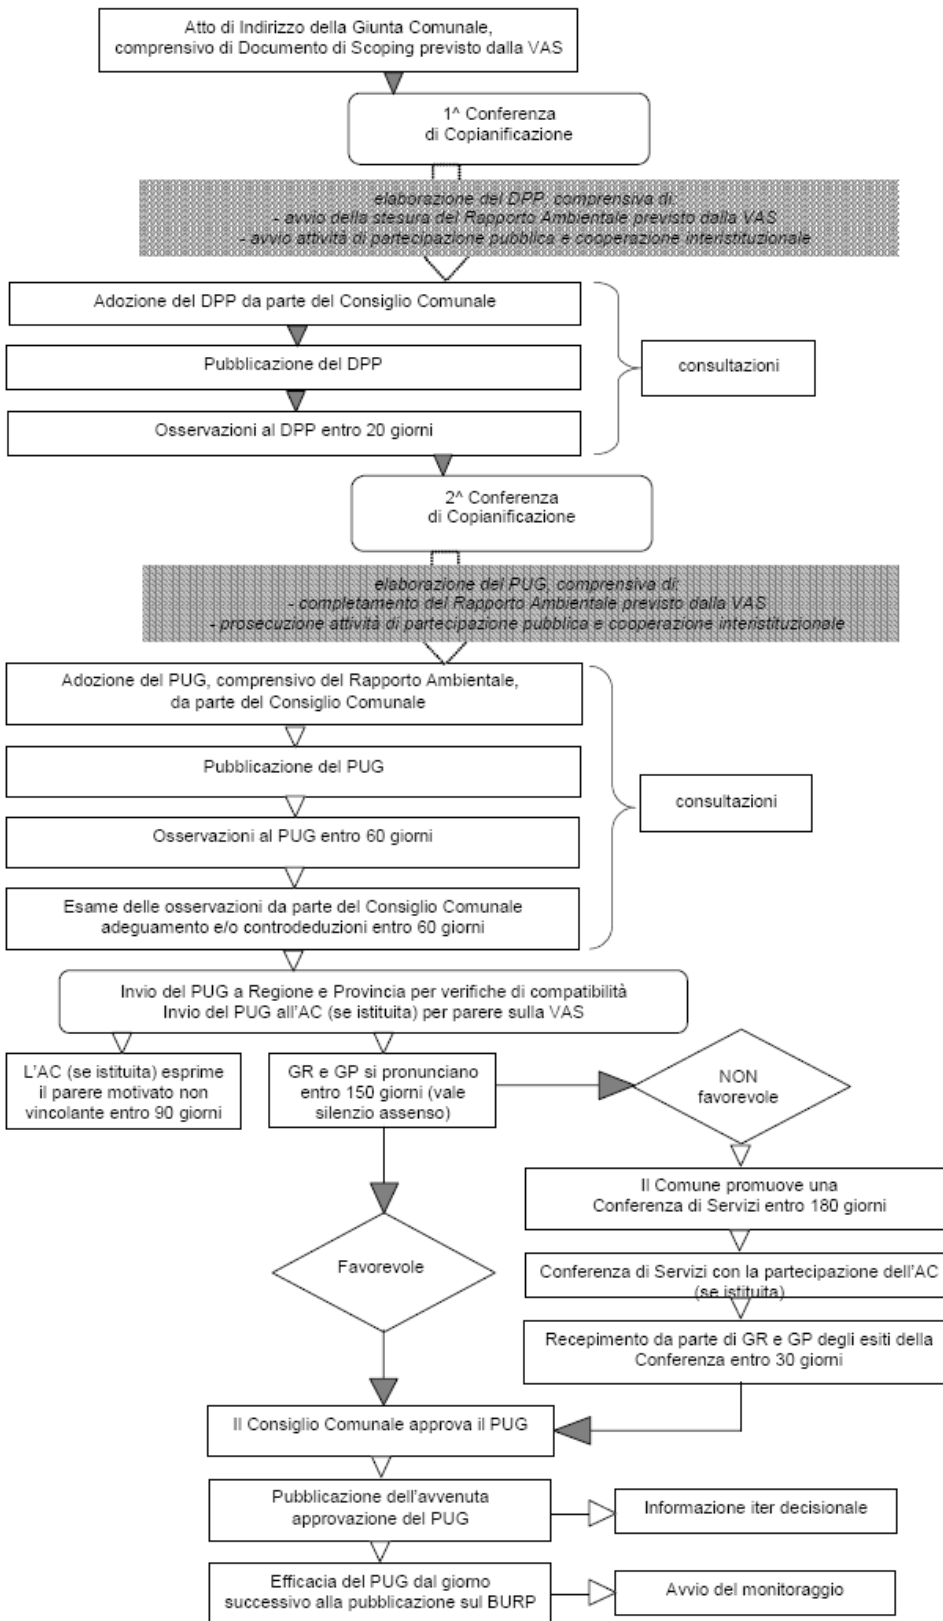 Atto di Indirizzo della Giunta Comunale,
comprensivo di Documento di Scoping previsto dalla VAS
1^ Conferenza
di Copianificazione
elaborazione del DPP, comprensiva di:
- avvio della stesura del Rapporto Ambientale previsto dalla VAS
- avvio attività di partecipazione pubblica e cooperazione interistituzionale
Adozione del DPP da parte del Consiglio Comunale
Pubblicazione del DPP
consultazioni
Osservazioni al DPP entro 20 giorni
2^ Conferenza
di Copianificazione
elaborazione del PUG, comprensiva di:
- completamento del Rapporto Ambientale previsto dalla VAS
- prosecuzione attività di partecipazione pubblica e cooperazione interistituzionale
Adozione del PUG, comprensivo del Rapporto Ambientale,
da parte del Consiglio Comunale
Pubblicazione del PUG
consultazioni
Osservazioni al PUG entro 60 giorni
Esame delle osservazioni da parte del Consiglio Comunale
adeguamento e/o controdeduzioni entro 60 giorni
Invio del PUG a Regione e Provincia per verifiche di compatibilità
Invio del PUG all'AC (se istituita) per parere sulla VAS
L'AC (se istituita) esprime
il parere motivato non
vincolante entro 90 giorni
GR e GP si pronunciano
entro 150 giorni (vale
silenzio assenso)
NON
favorevole
Il Comune promuove una
Conferenza di Servizi entro 180 giorni
Favorevole
Conferenza di Servizi con la partecipazione dell'AC
(se istituita)
Recepimento da parte di GR e GP degli esiti della
Conferenza entro 30 giorni
Il Consiglio Comunale approva il PUG
Pubblicazione dell'avvenuta
approvazione del PUG
Informazione iter decisionale
Efficacia del PUG dal giorno
successivo alla pubblicazione sul BURP
Avvio del monitoraggio